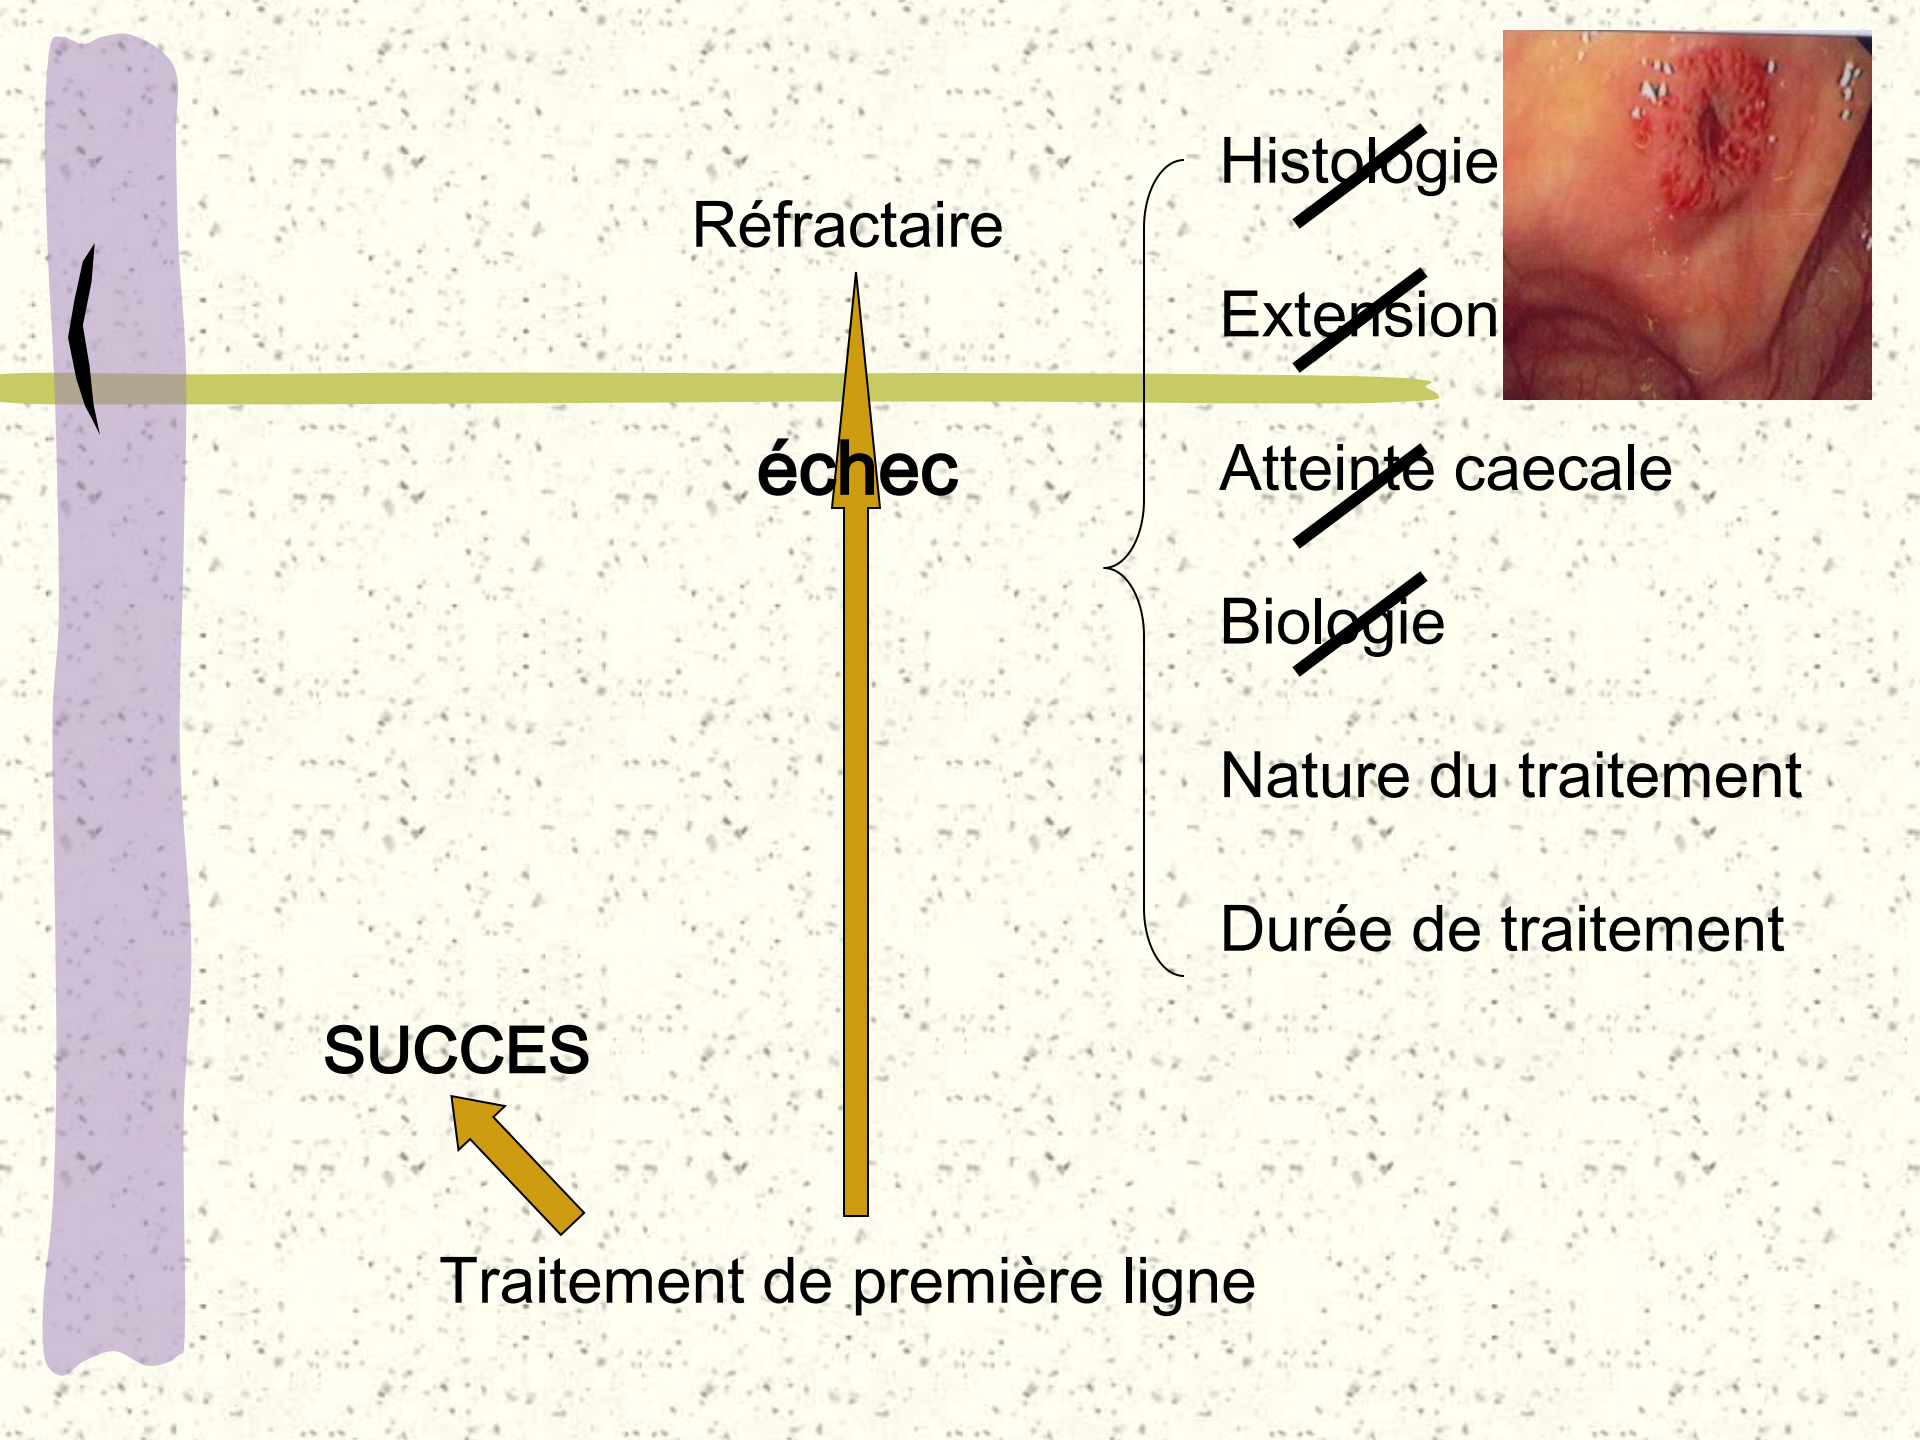 Histologie
Réfractaire
Extension
échec
Atteinte caecale
Biologie
Nature du traitement
Durée de traitement
SUCCES
Traitement de première ligne